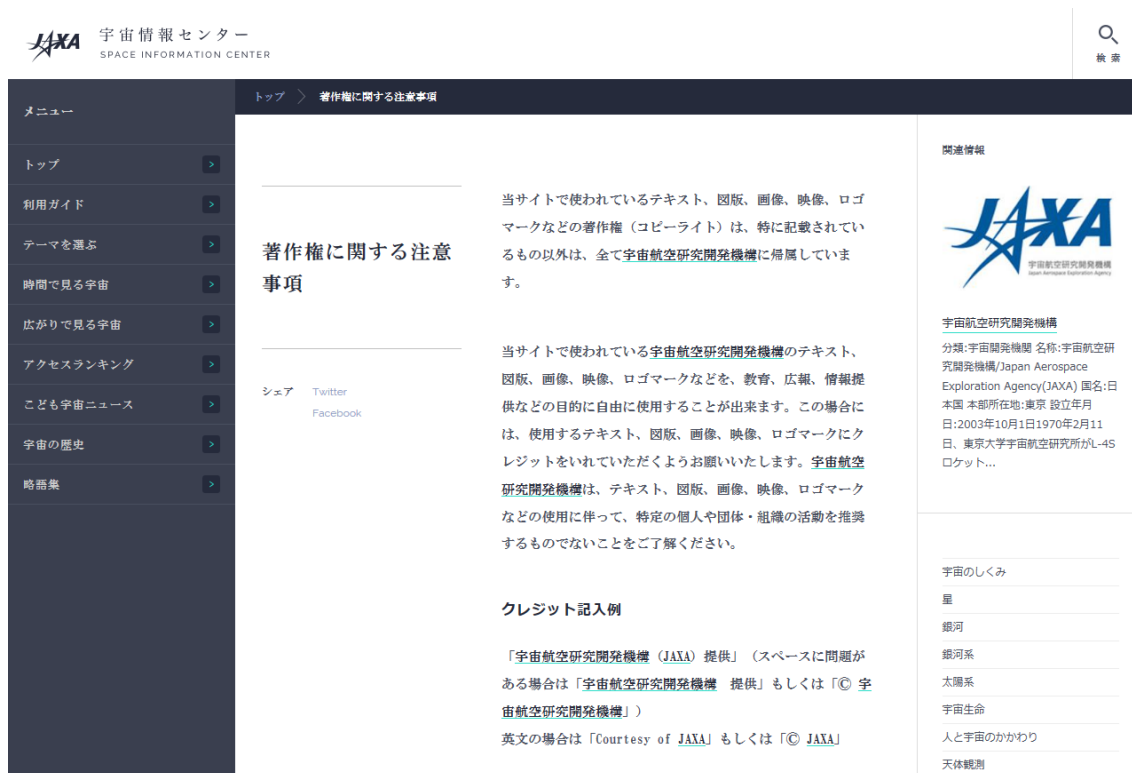 JAXA
宇宙情報センター
SPACE INFORMATION CENTER
検索
メニュー
トップ
利用ガイド
テーマを選ぶ
時間で見る宇宙
広がりで見る宇宙
アクセスランキング
こども宇宙ニュース
宇宙の歴史
略語集
トップ
著作権に関する注意事項
著作権に関する注意
事項
シェア
Twitter
Facebook
当サイトで使われているテキスト、図版、画像、映像、ロゴ
マークなどの著作権（コピーライト）は、特に記載されてい
るもの以外は、全て宇宙航空研究開発機構に帰属していま
す。
当サイトで使われている宇宙航空研究開発機構のテキスト、
図版、画像、映像、ロゴマークなどを、教育、広報、情報提
供などの目的に自由に使用することが出来ます。この場合に
は、使用するテキスト、図版、画像、映像、ロゴマークにク
レジットをいれていただくようお願いいたします。宇宙航空
研究開発機構は、テキスト、図版、画像、映像、ロゴマーク
などの使用に伴って、特定の個人や団体・組織の活動を推奨
するものでないことをご了解ください。
クレジット記入例
「宇宙航空研究開発機構（JAXA）提供」（スペースに問題が
ある場合は「宇宙航空研究開発機構　提供」もしくは「© 宇
宙航空研究開発機構」）
英文の場合は「Courtesy of JAXA」もしくは「© JAXA」
関連情報
JAXA
宇宙航空研究開発機構
Japan Aerospace Exploration Agency
宇宙航空研究開発機構
分類:宇宙開発機関 名称:宇宙航空研
究開発機構/Japan Aerospace
Exploration Agency(JAXA) 国名:日
本国 本部所在地:東京 設立年月
日:2003年10月1日1970年2月11
日、東京大学宇宙航空研究所がL-4S
ロケット...
宇宙のしくみ
星
銀河
銀河系
太陽系
宇宙生命
人と宇宙のかかわり
天体観測